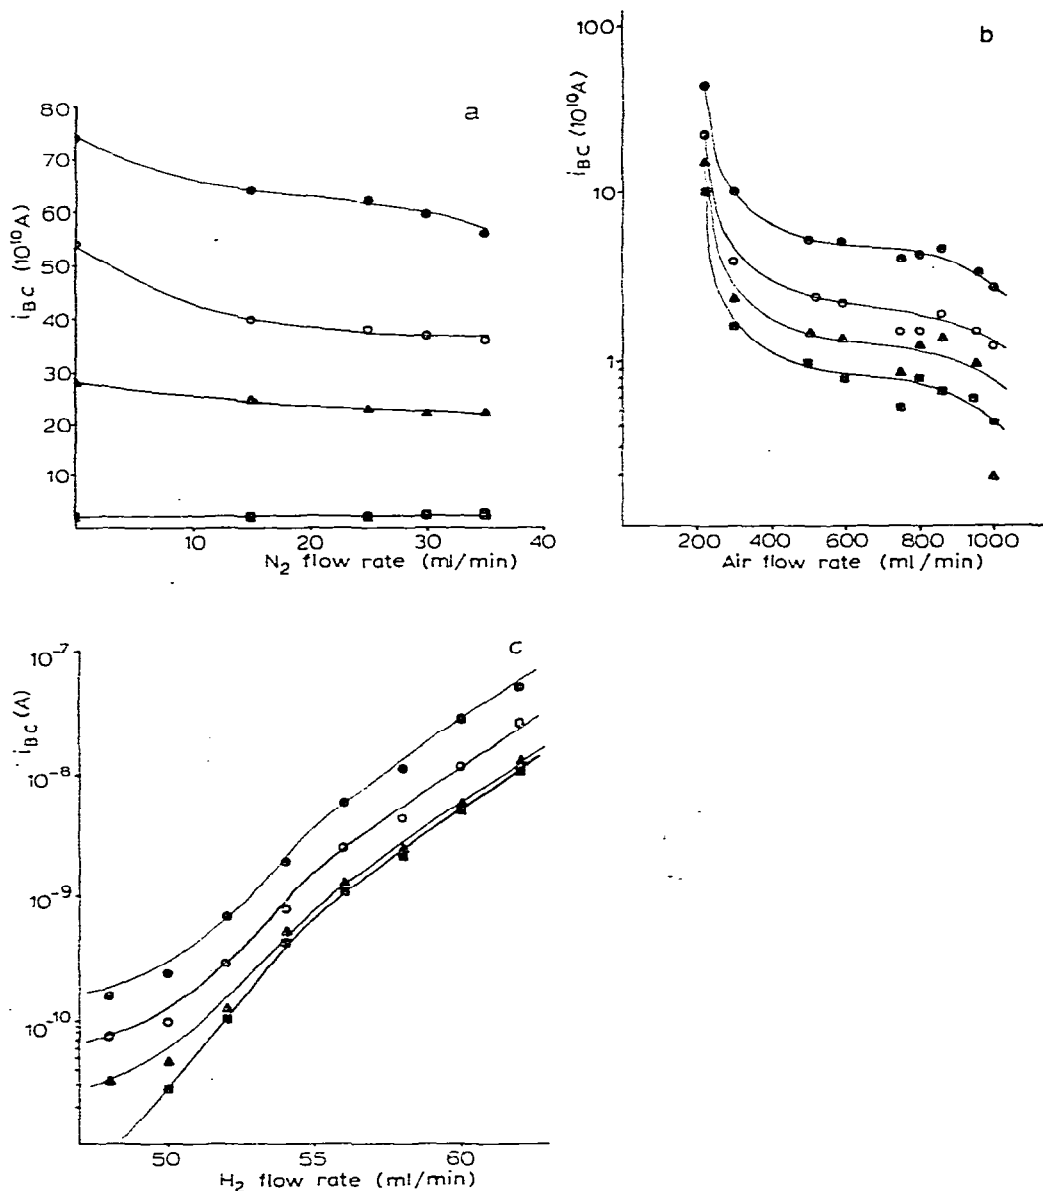 a
80
70
60
50
40
30
20
10
i_BC (10^10 A)
10 20 30 40
N₂ flow rate (ml/min)
b
100
10
1
i_BC (10^10 A)
200 400 600 800 1000
Air flow rate (ml/min)
c
10^-7
10^-8
10^-9
10^-10
i_BC (A)
50 55 60
H₂ flow rate (ml/min)